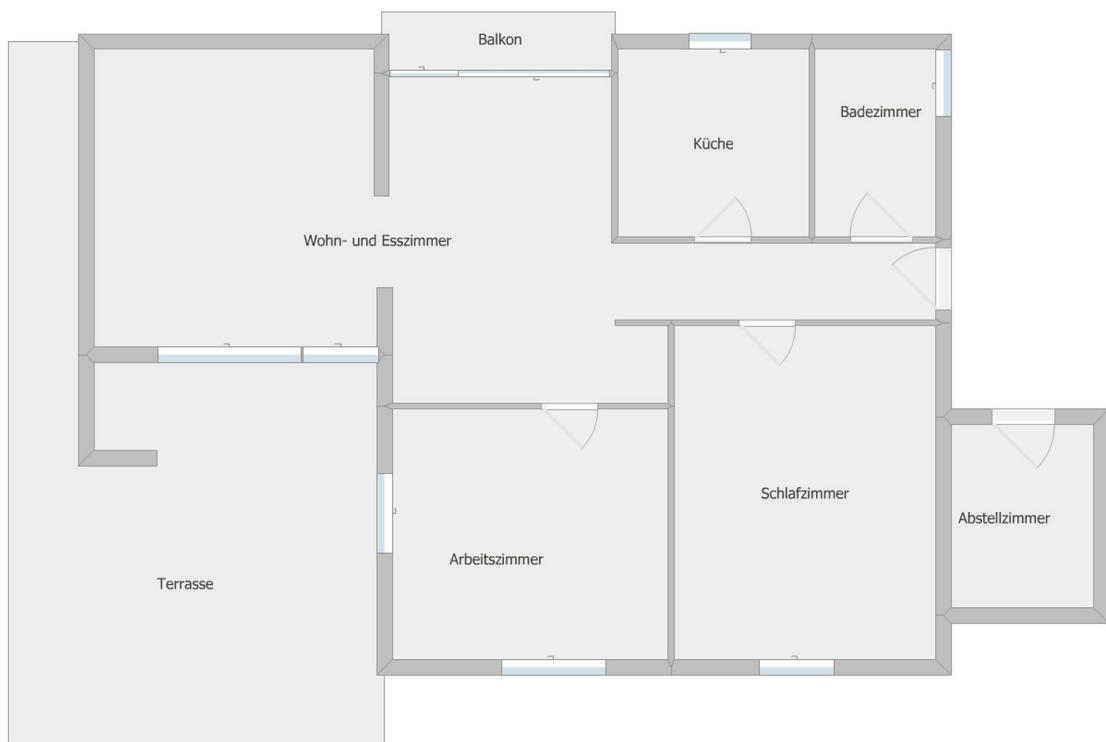 Balkon
Badezimmer
Küche
Wohn- und Esszimmer
Schlafzimmer
Abstellzimmer
Arbeitszimmer
Terrasse